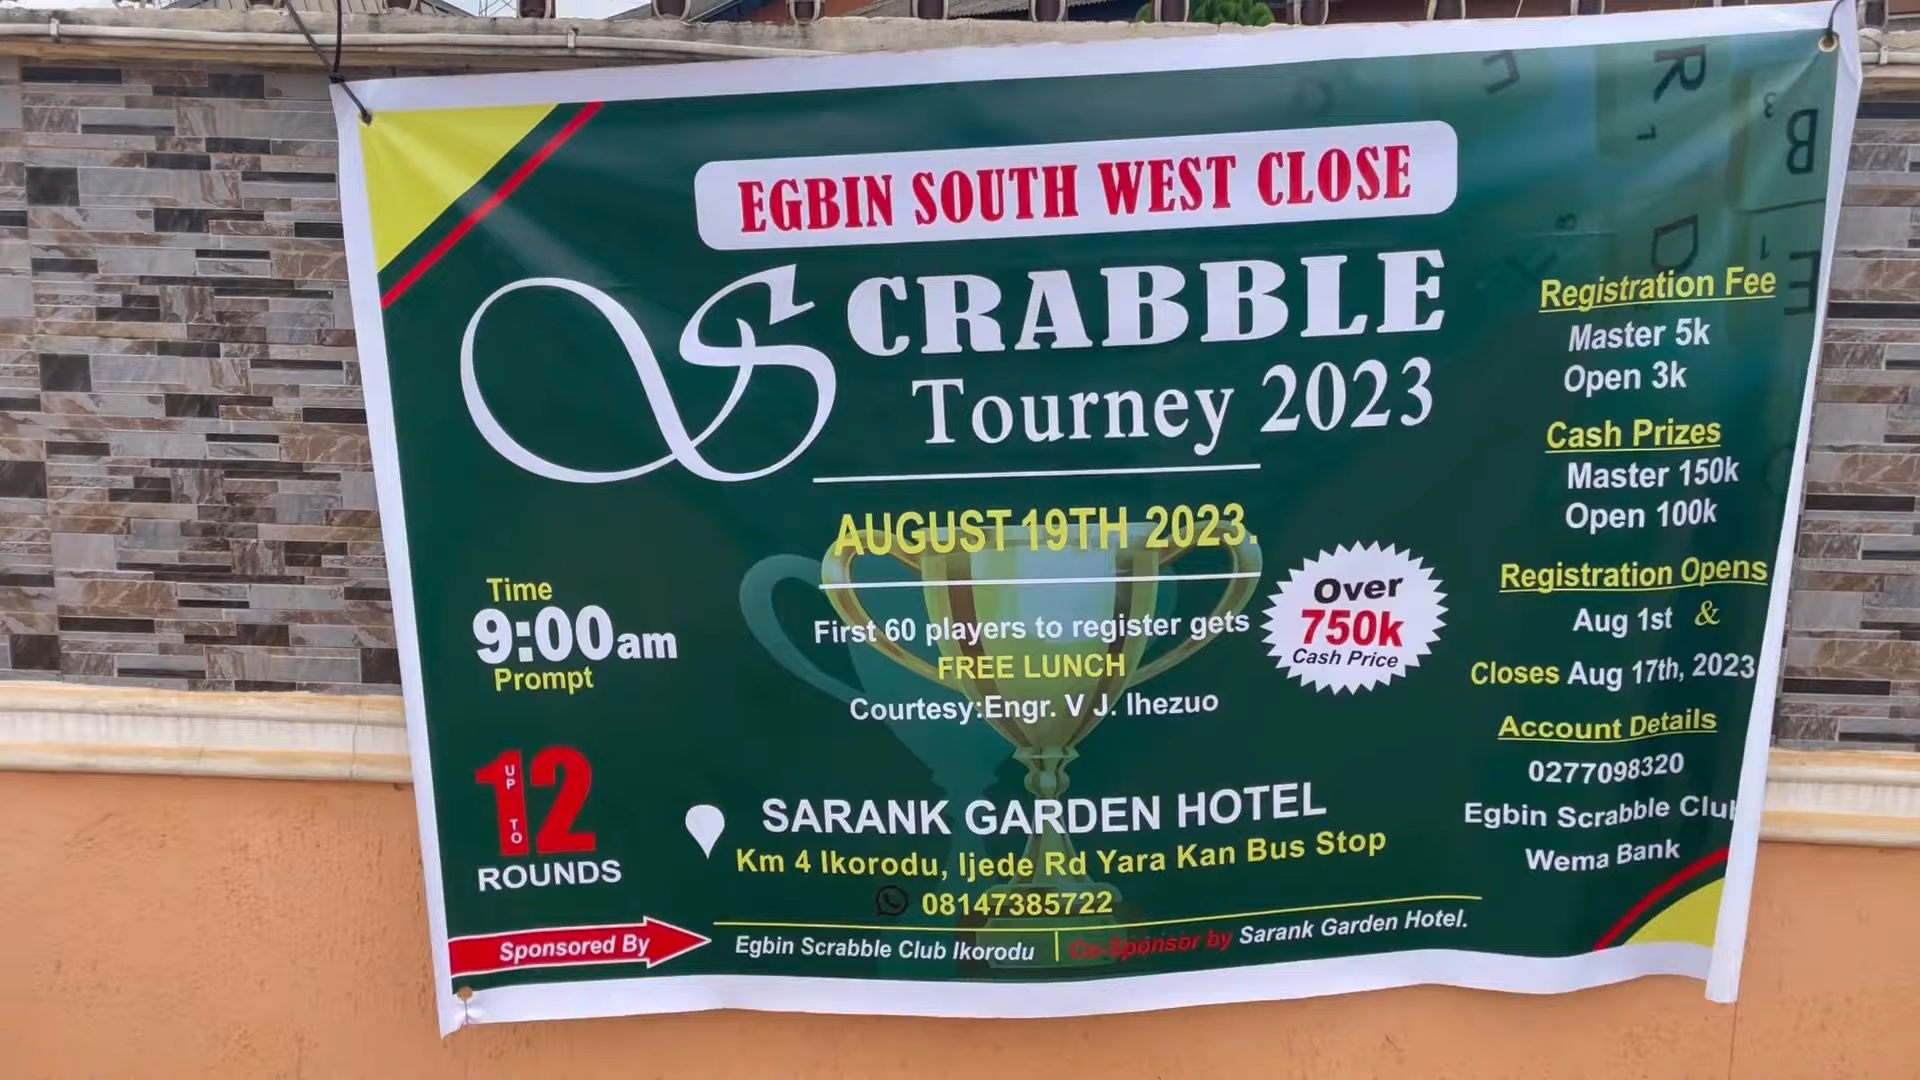 EGBIN SOUTH WEST CLOSE
SCRABBLE
Tourney 2023
AUGUST 19TH 2023.
Time
9:00am
Prompt
First 60 players to register gets
FREE LUNCH
Courtesy:Engr. V J. Ihezuo
Over
750k
Cash Price
UP TO
12
ROUNDS
SARANK GARDEN HOTEL
Km 4 Ikorodu, Ijede Rd Yara Kan Bus Stop
08147385722
Sponsored By
Egbin Scrabble Club Ikorodu
Co-Sponsor by Sarank Garden Hotel.
Registration Fee
Master 5k
Open 3k
Cash Prizes
Master 150k
Open 100k
Registration Opens
Aug 1st &
Closes Aug 17th, 2023
Account Details
0277098320
Egbin Scrabble Club
Wema Bank
R 1
B 3
D
E 1